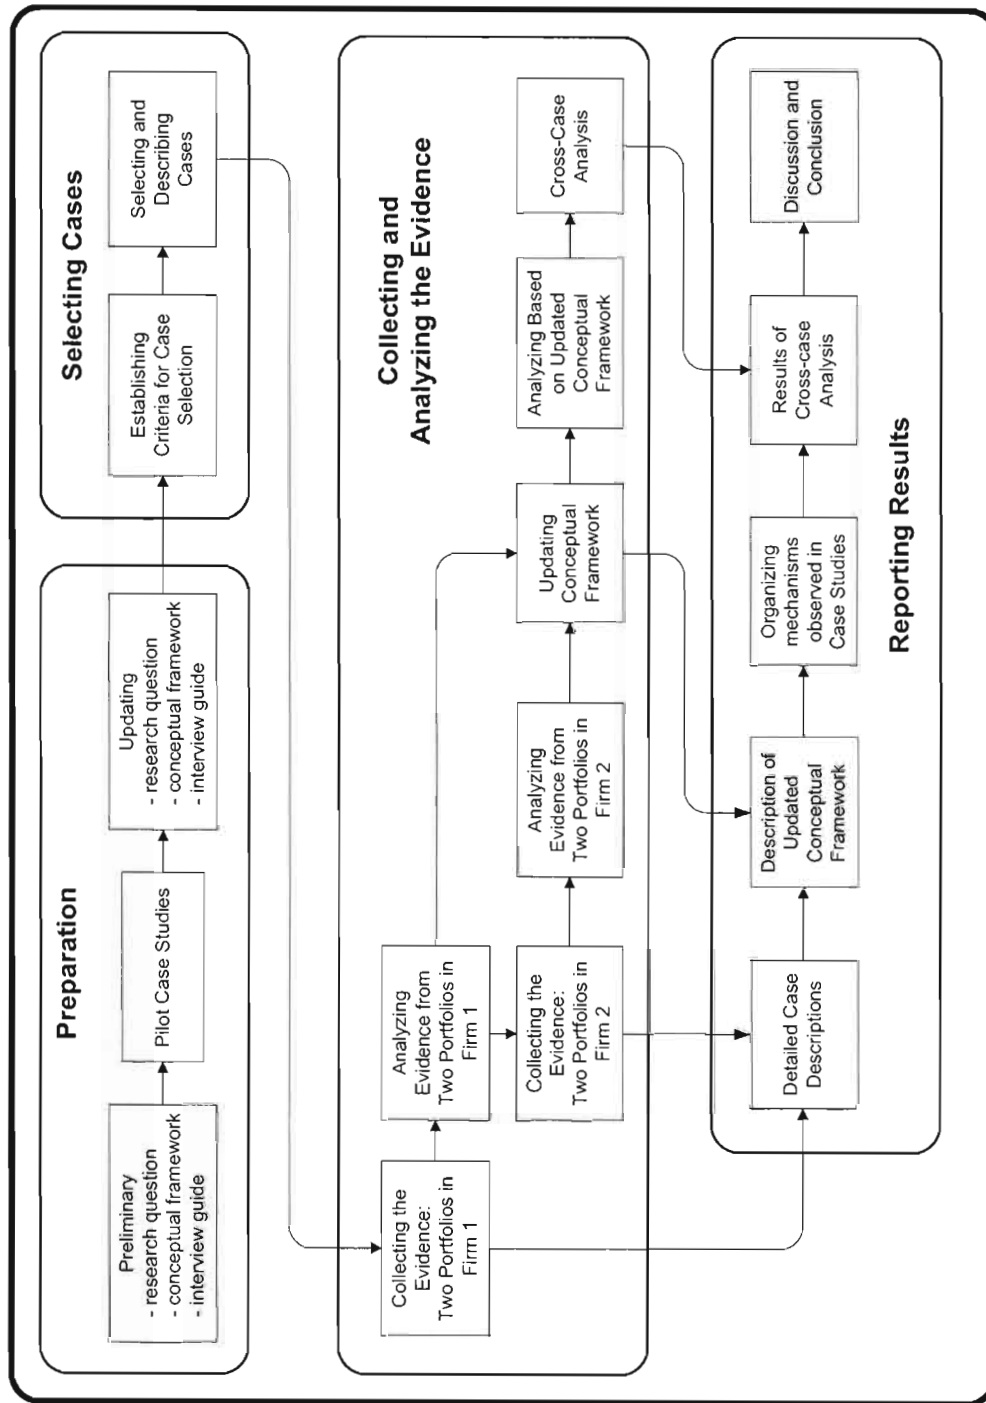 Preparation
Preliminary
- research question
- conceptual framework
- interview guide
Pilot Case Studies
Updating
- research question
- conceptual framework
- interview guide
Selecting Cases
Establishing
Criteria for Case
Selection
Selecting and
Describing
Cases
Collecting and
Analyzing the Evidence
Collecting the
Evidence:
Two Portfolios in
Firm 1
Analyzing
Evidence from
Two Portfolios in
Firm 1
Collecting the
Evidence:
Two Portfolios in
Firm 2
Analyzing
Evidence from
Two Portfolios in
Firm 2
Updating
Conceptual
Framework
Analyzing Based
on Updated
Conceptual
Framework
Cross-Case
Analysis
Detailed Case
Descriptions
Description of
Updated
Conceptual
Framework
Organizing
mechanisms
observed in
Case Studies
Results of
Cross-case
Analysis
Discussion and
Conclusion
Reporting Results